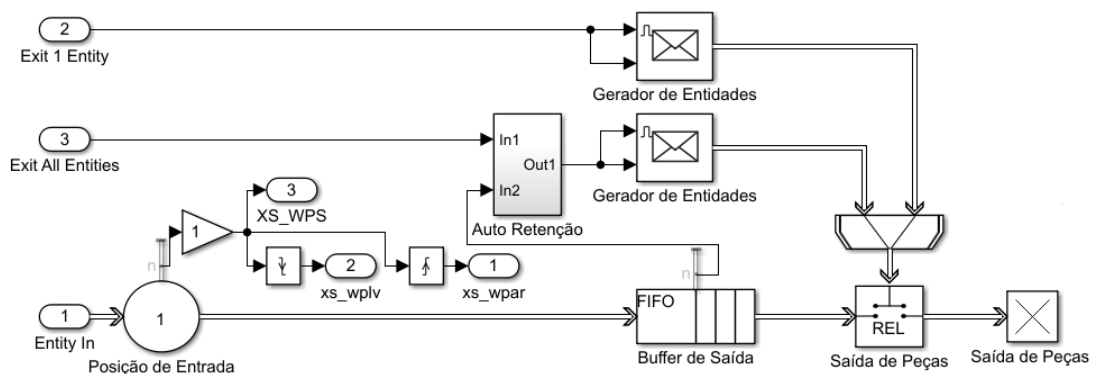 2
Exit 1 Entity
Gerador de Entidades
3
Exit All Entities
In1
In2
Out1
Auto Retenção
Gerador de Entidades
3
XS_WPS
1
n
2
xs_wplv
1
xs_wpar
1
Entity In
1
Posição de Entrada
n
FIFO
Buffer de Saída
REL
Saída de Peças
Saída de Peças